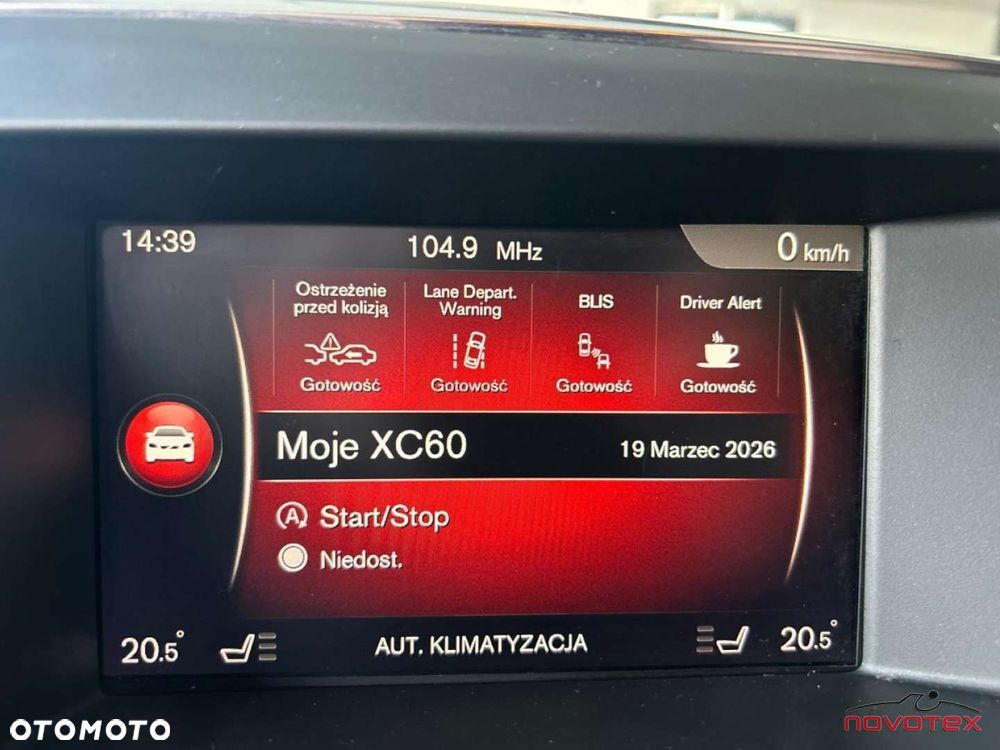 14:39
104.9 MHz
0 km/h
Ostrzeżenie
przed kolizją
Gotowość
Lane Depart.
Warning
Gotowość
BLIS
Gotowość
Driver Alert
Gotowość
Moje XC60
19 Marzec 2026
A Start/Stop
Niedost.
20.5°
AUT. KLIMATYZACJA
20.5°
OTOMOTO
NOVOTEX